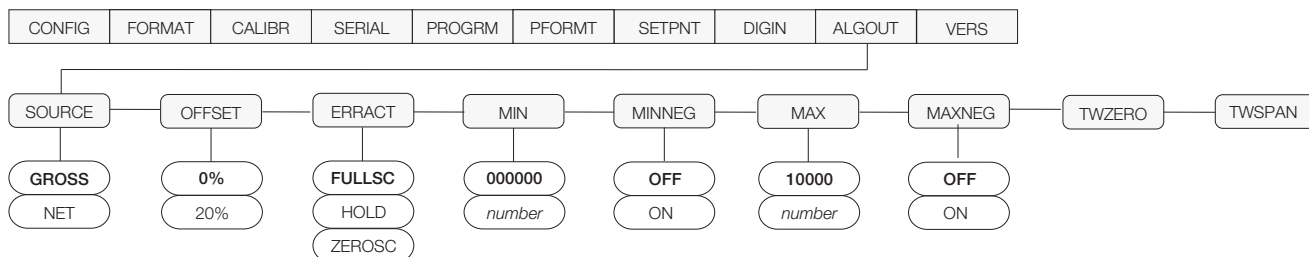 CONFIG FORMAT CALIBR SERIAL PROGRM PFORMT SETPNT DIGIN ALGOUT VERS
SOURCE OFFSET ERRACT MIN MINNEG MAX MAXNEG TWZERO TWSPAN
GROSS 0% FULLSC 000000 OFF 10000 OFF
NET 20% HOLD number ON number ON
ZEROSC